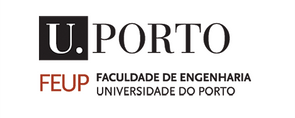 U.PORTO
FEUP FACULDADE DE ENGENHARIA
UNIVERSIDADE DO PORTO